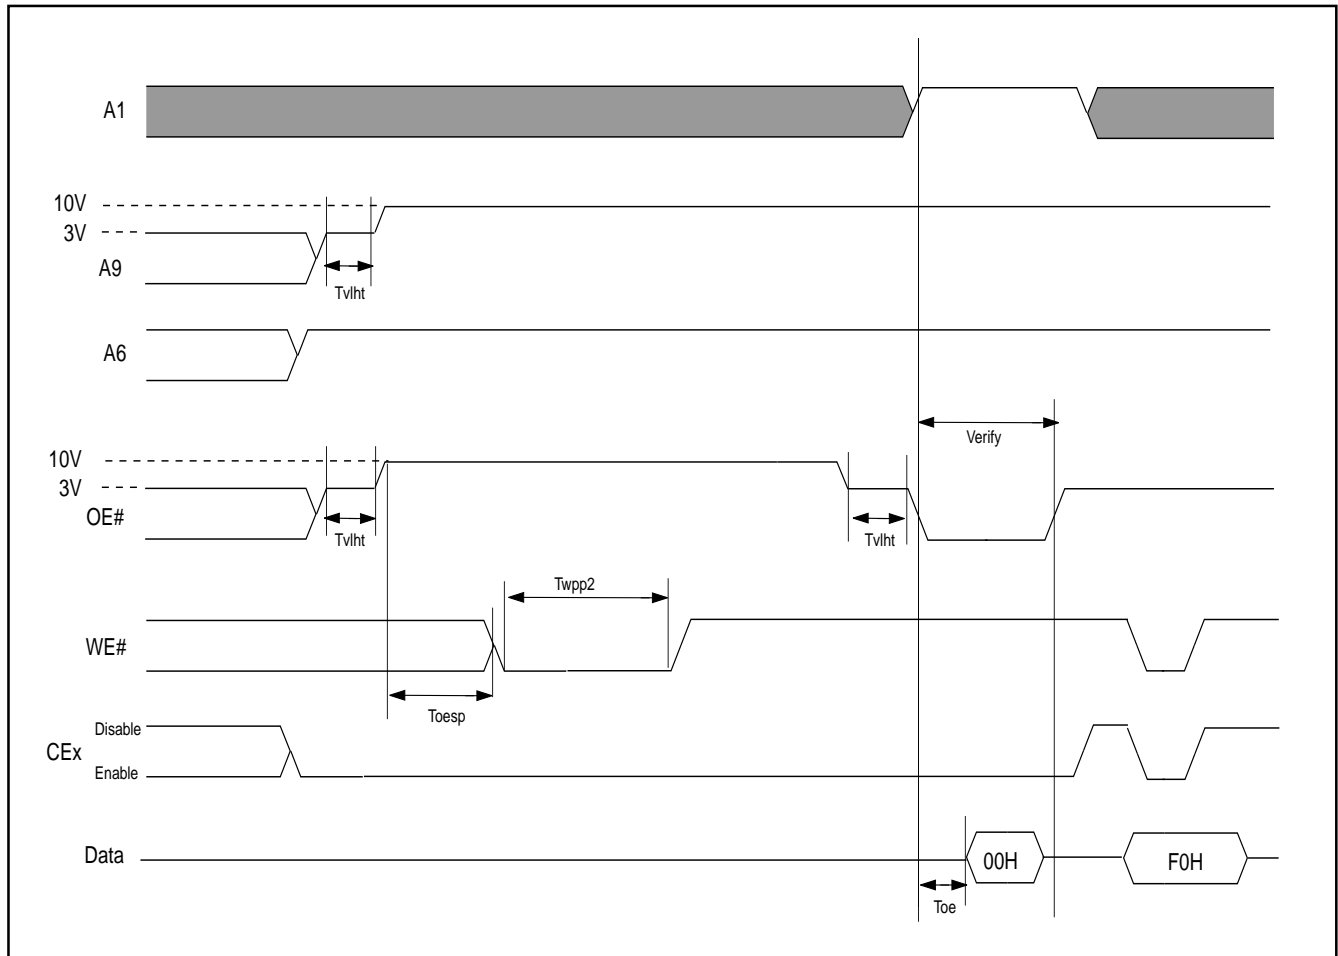 A1
10V
3V
A9
Tvlht
A6
Verify
10V
3V
OE#
Tvlht
Tvlht
Twpp2
WE#
Toesp
Disable
CEx
Enable
Data
00H
F0H
Toe